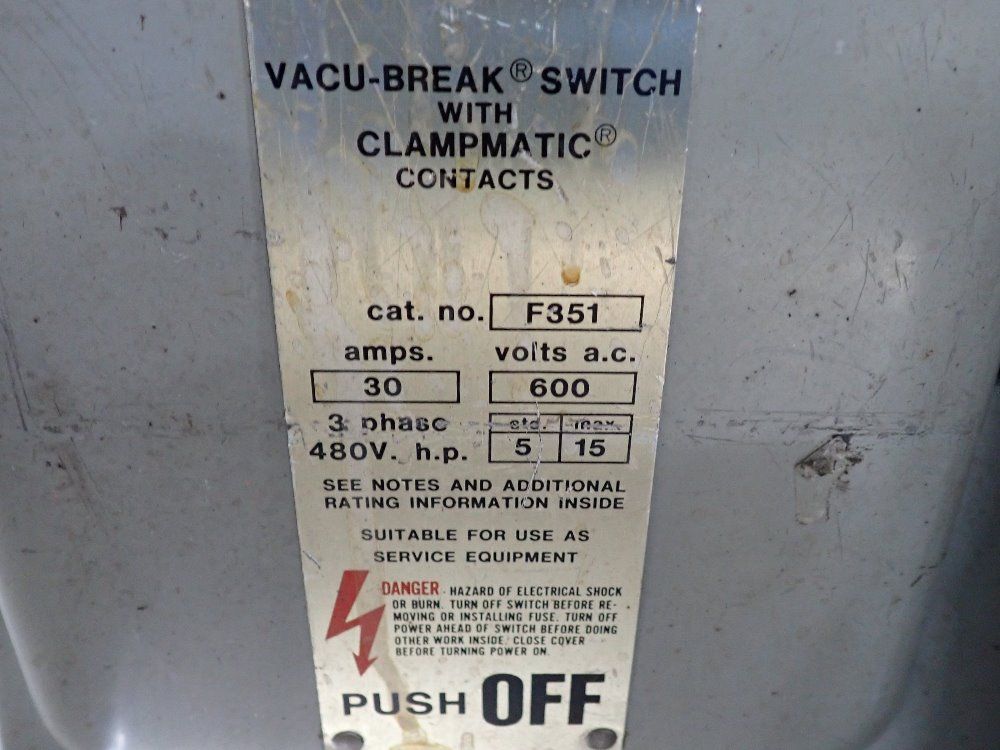 VACU-BREAK® SWITCH
WITH
CLAMPMATIC®
CONTACTS
cat. no. F351
amps. volts a.c.
30 600
3 phase std. max.
480V. h.p. 5 15
SEE NOTES AND ADDITIONAL
RATING INFORMATION INSIDE
SUITABLE FOR USE AS
SERVICE EQUIPMENT
DANGER - HAZARD OF ELECTRICAL SHOCK
OR BURN. TURN OFF SWITCH BEFORE RE-
MOVING OR INSTALLING FUSE. TURN OFF
POWER AHEAD OF SWITCH BEFORE DOING
OTHER WORK INSIDE. CLOSE COVER
BEFORE TURNING POWER ON.
PUSH OFF